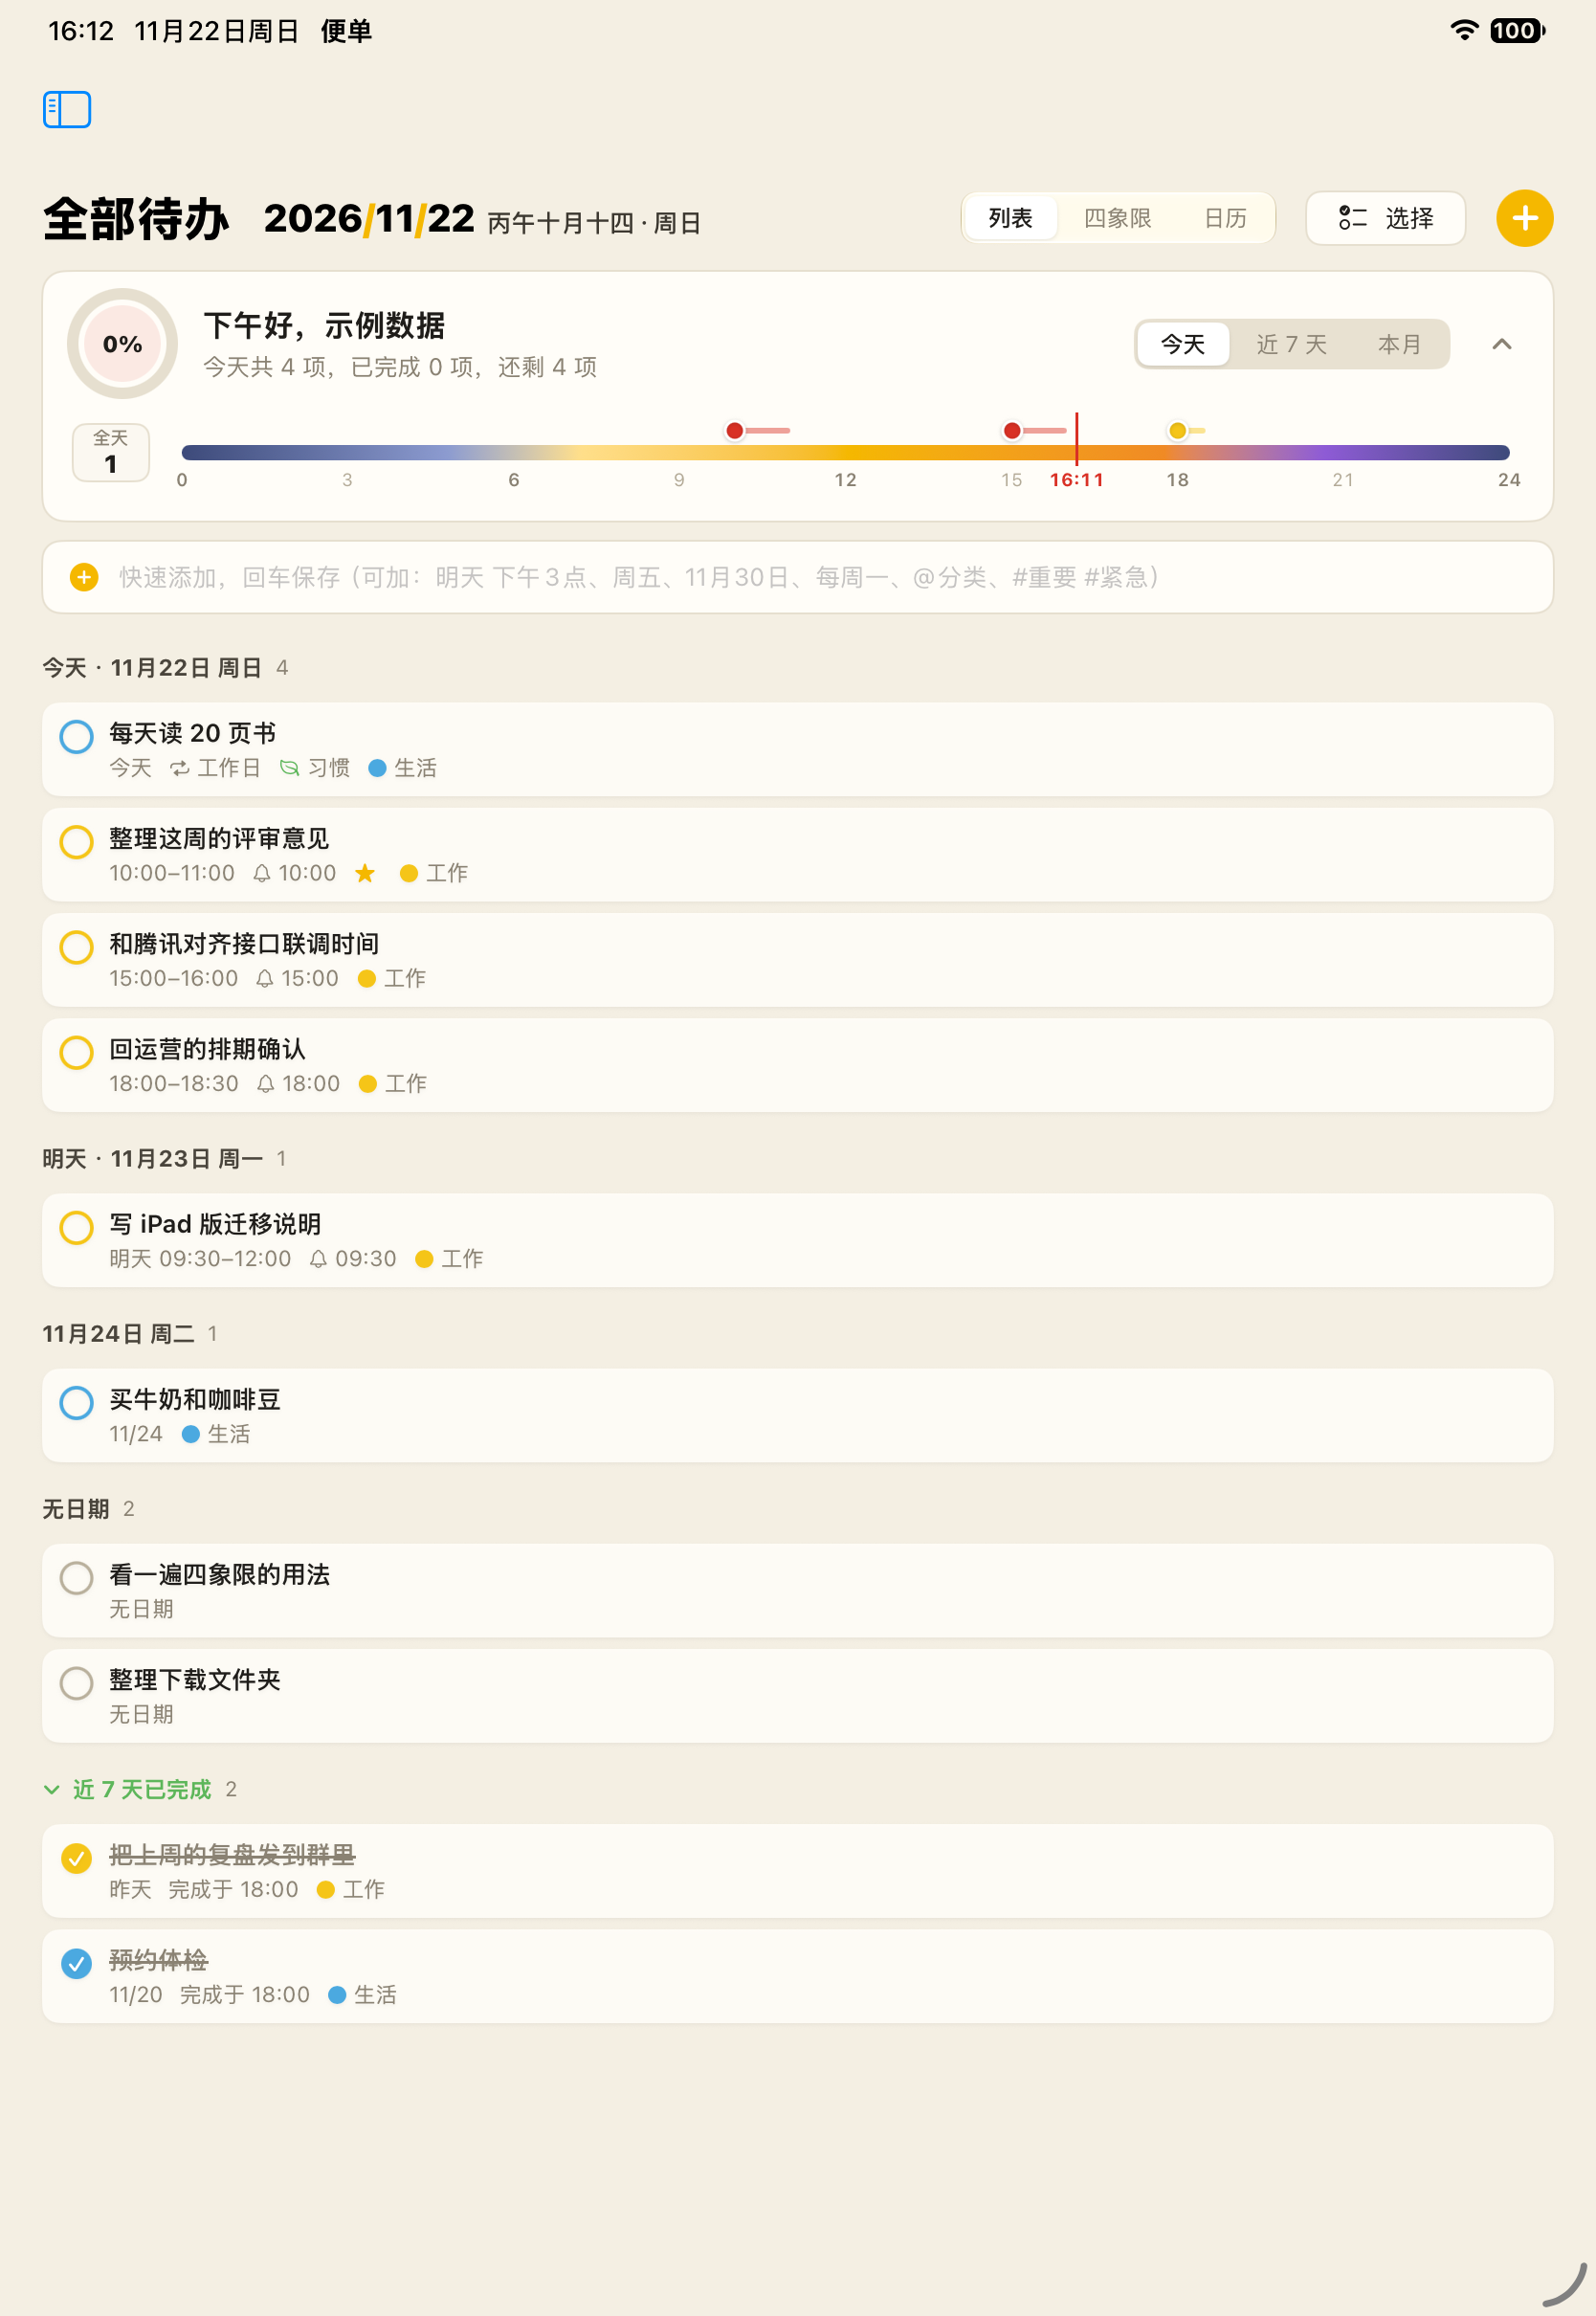 16:12 11月22日周日 便单 100
全部待办 2026/11/22 丙午十月十四 · 周日 列表 四象限 日历 选择
0% 下午好，示例数据 今天 近 7 天 本月
今天共 4 项，已完成 0 项，还剩 4 项
全天
1
0 3 6 9 12 15 16:11 18 21 24
快速添加，回车保存（可加：明天 下午3点、周五、11月30日、每周一、@分类、#重要 #紧急）
今天 · 11月22日 周日 4
每天读 20 页书
今天 工作日 习惯 生活
整理这周的评审意见
10:00–11:00 10:00 工作
和腾讯对齐接口联调时间
15:00–16:00 15:00 工作
回运营的排期确认
18:00–18:30 18:00 工作
明天 · 11月23日 周一 1
写 iPad 版迁移说明
明天 09:30–12:00 09:30 工作
11月24日 周二 1
买牛奶和咖啡豆
11/24 生活
无日期 2
看一遍四象限的用法
无日期
整理下载文件夹
无日期
近 7 天已完成 2
把上周的复盘发到群里
昨天 完成于 18:00 工作
预约体检
11/20 完成于 18:00 生活